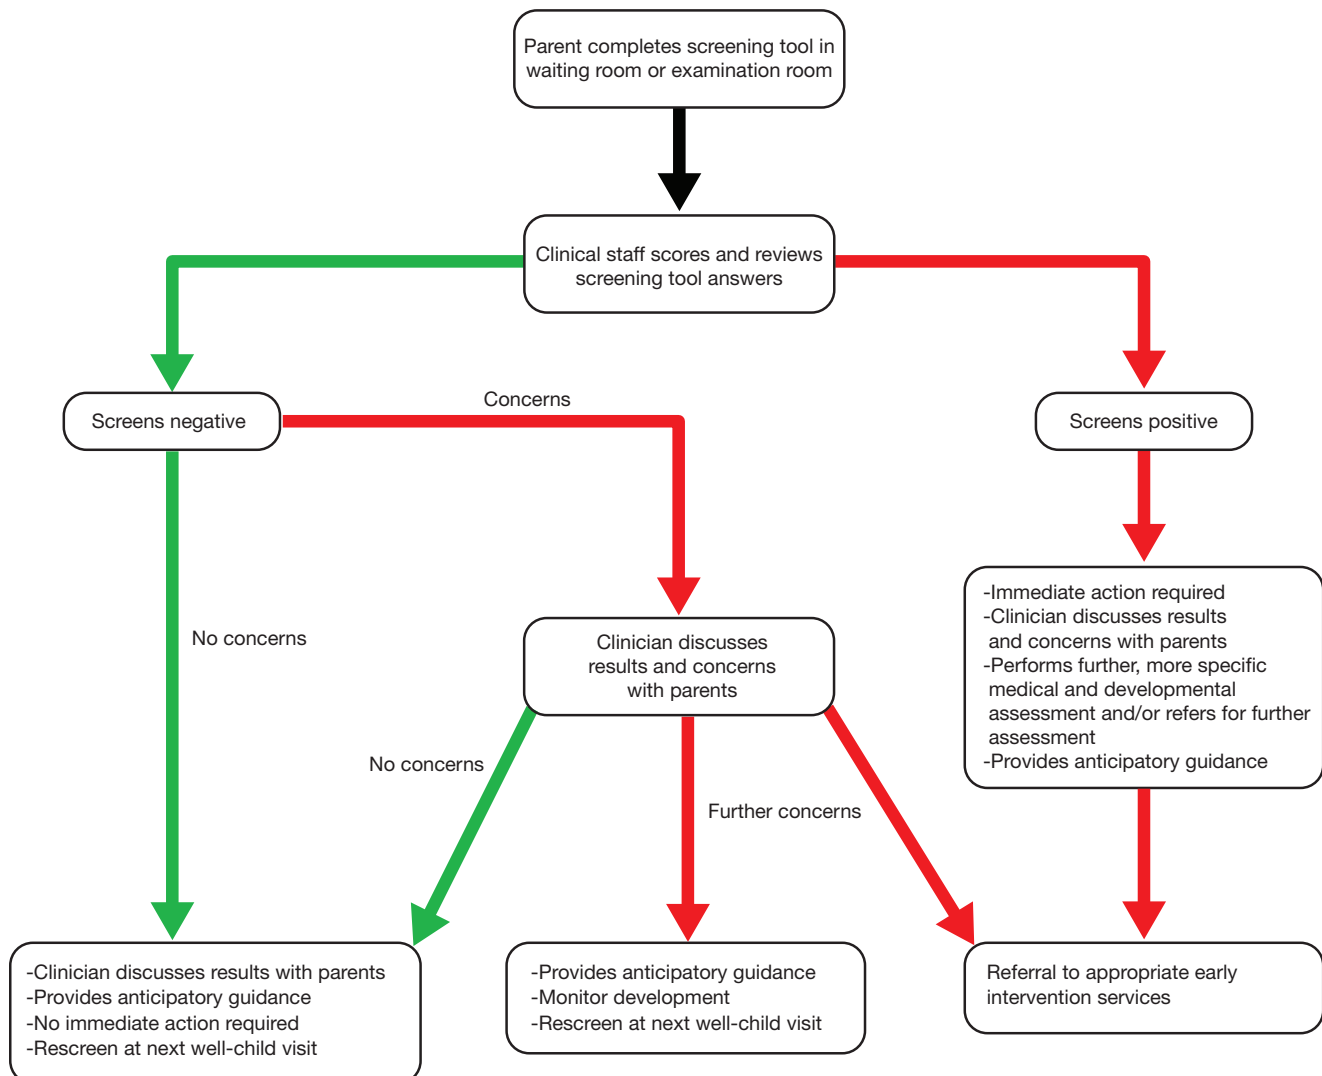 Parent completes screening tool in
waiting room or examination room
Clinical staff scores and reviews
screening tool answers
Screens negative
Concerns
Screens positive
No concerns
Clinician discusses
results and concerns
with parents
-Immediate action required
-Clinician discusses results
and concerns with parents
-Performs further, more specific
medical and developmental
assessment and/or refers for further
assessment
-Provides anticipatory guidance
No concerns
Further concerns
-Clinician discusses results with parents
-Provides anticipatory guidance
-No immediate action required
-Rescreen at next well-child visit
-Provides anticipatory guidance
-Monitor development
-Rescreen at next well-child visit
Referral to appropriate early
intervention services